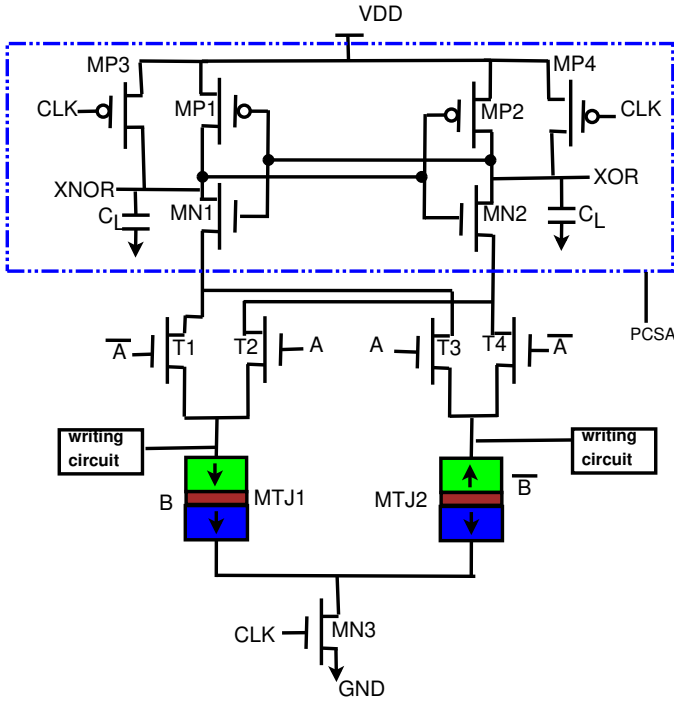 VDD
MP3
MP4
CLK
MP1
MP2
CLK
XNOR
XOR
CL
MN1
MN2
CL
PCSA
A
T1
T2
A
A
T3
T4
A
writing
circuit
writing
circuit
B
MTJ1
MTJ2
B
CLK
MN3
GND